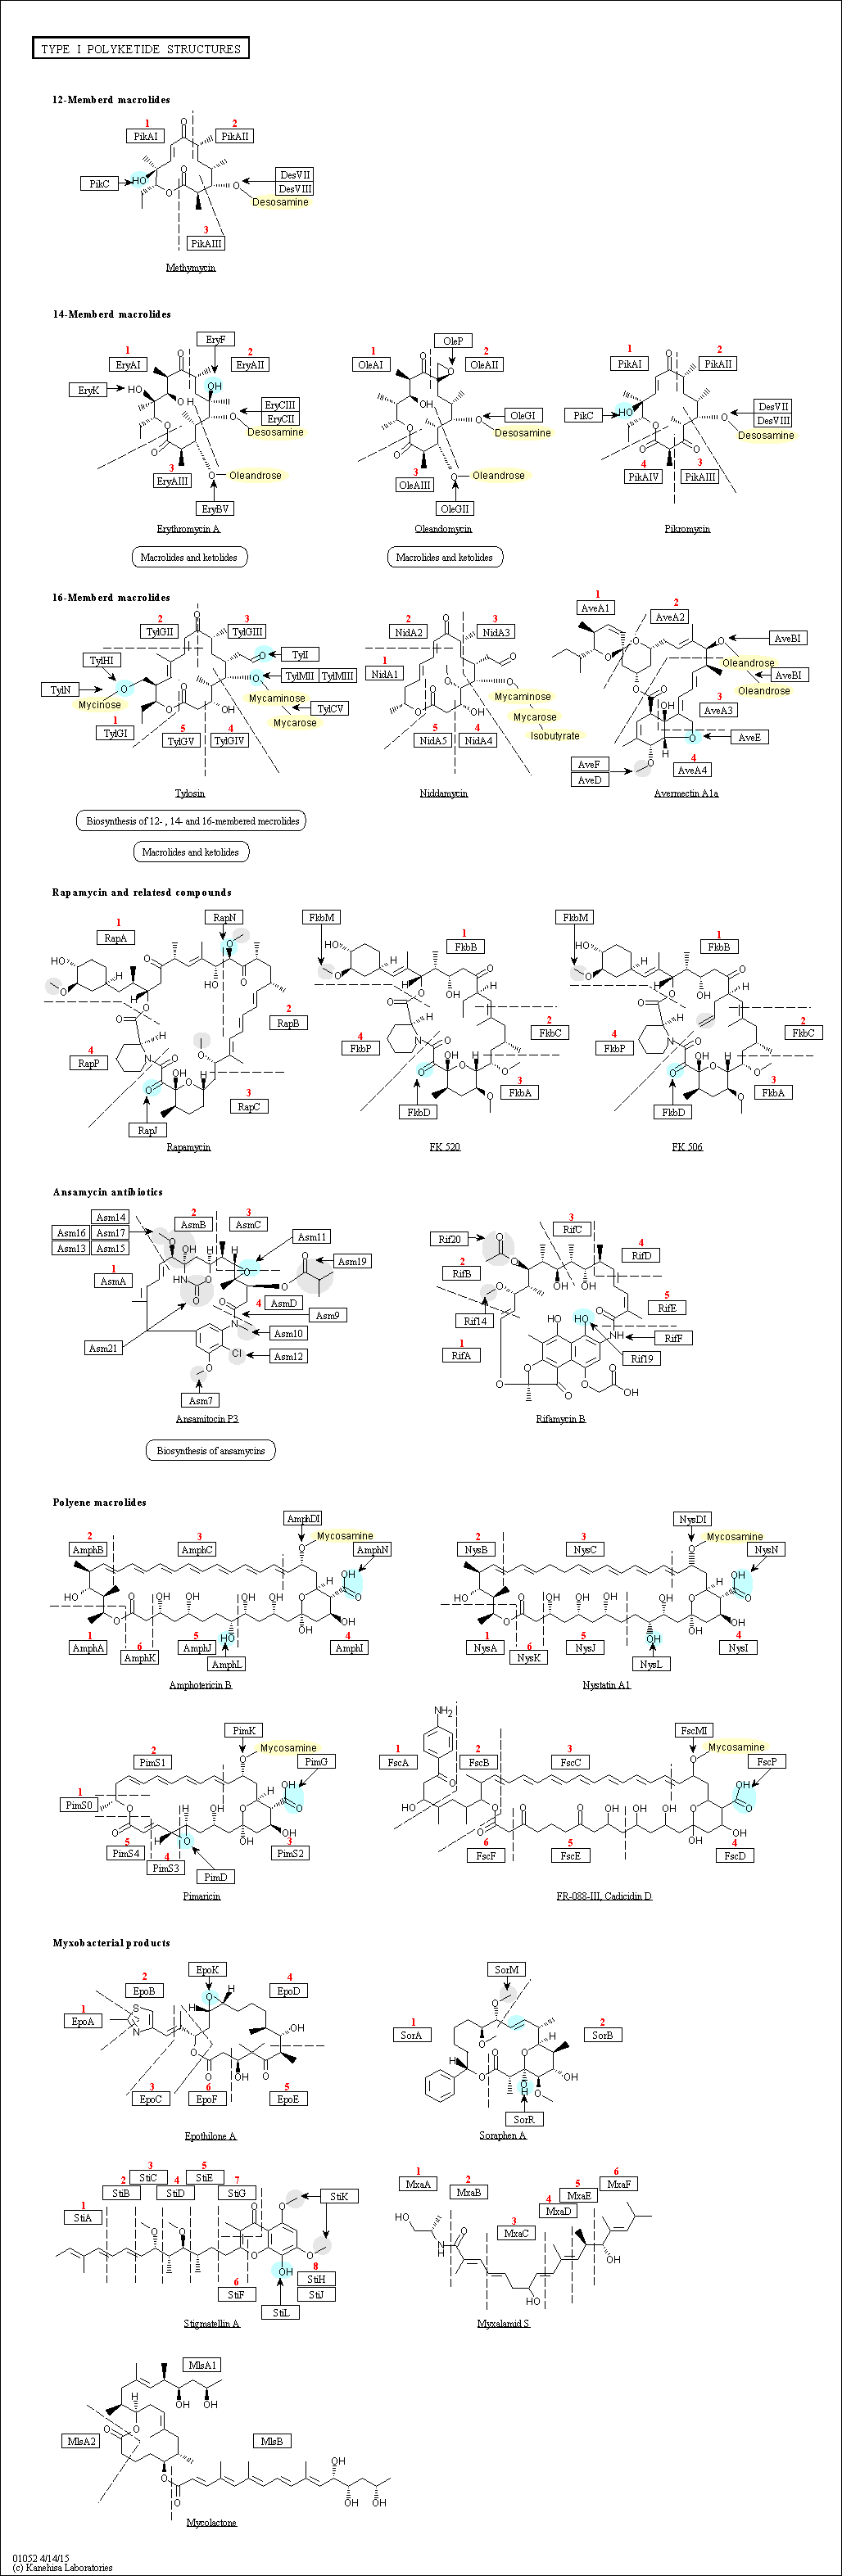 TYPE I POLYKETIDE STRUCTURES
12-Memberd macrolides
1
2
PikAI
PikAII
PikC
HO
O
O
O
O
DesVII
DesVIII
Desosamine
3
PikAIII
Methymycin
14-Memberd macrolides
1
EryAI
EryF
2
EryAII
EryK
HO
OH
OH
O
O
O
O
EryCIII
EryCII
Desosamine
3
EryAIII
O
Oleandrose
EryBV
Erythromycin A
Macrolides and ketolides
1
OleAI
OleP
2
OleAII
O
O
OH
O
O
O
OleGI
Desosamine
3
OleAIII
O
Oleandrose
OleGII
Oleandomycin
Macrolides and ketolides
1
PikAI
2
PikAII
PikC
HO
O
O
O
O
O
DesVII
DesVIII
Desosamine
4
PikAIV
3
PikAIII
Pikromycin
16-Memberd macrolides
2
TylGII
3
TylGIII
O
O
TylI
TylHI
TylMII
TylMIII
TylN
O
O
O
O
Mycinose
Mycaminose
Mycarose
TylCV
OH
1
TylGI
5
TylGV
4
TylGIV
Tylosin
Biosynthesis of 12- , 14- and 16-membered mecrolides
Macrolides and ketolides
2
NidA2
3
NidA3
1
NidA1
O
O
O
O
O
O
OH
Mycaminose
Mycarose
Isobutyrate
5
NidA5
4
NidA4
Niddamycin
1
AveA1
2
AveA2
O
O
O
AveBI
Oleandrose
AveBI
Oleandrose
O
O
OH
3
AveA3
O
AveE
O
H
AveF
AveD
4
AveA4
Avermectin A1a
Rapamycin and relatesd compounds
1
RapA
RapN
HO
O
H
O
O
O
OH
O
H
O
2
RapB
O
4
RapP
H
N
O
O
OH
O
O
H
3
RapC
RapJ
Rapamycin
FkbM
1
FkbB
HO
O
H
O
OH
H
O
O
2
FkbC
4
FkbP
H
N
O
O
OH
O
H
O
O
3
FkbA
FkbD
FK 520
FkbM
1
FkbB
HO
O
H
O
OH
H
O
O
2
FkbC
4
FkbP
H
N
O
O
OH
O
H
O
O
3
FkbA
FkbD
FK 506
Ansamycin antibiotics
Asm14
Asm16
Asm17
Asm13
Asm15
2
AsmB
3
AsmC
Asm11
1
AsmA
O
OH
H
H
O
O
Asm19
HN
O
O
O
O
4
AsmD
Asm9
N
Asm10
Asm21
Cl
Asm12
O
Asm7
Ansamitocin P3
Biosynthesis of ansamycins
3
RifC
4
RifD
Rif20
O
O
2
RifB
O
OH
OH
Rif14
5
RifE
1
RifA
HO
HO
O
NH
RifF
Rif19
O
O
O
O
O
OH
Rifamycin B
Polyene macrolides
2
AmphB
3
AmphC
AmphDI
Mycosamine
AmphN
O
OH
O
H
HO
O
O
OH
OH
OH
OH
O
OH
OH
HO
1
AmphA
6
AmphK
5
AmphJ
AmphL
4
AmphI
Amphotericin B
2
NysB
3
NysC
NysDI
Mycosamine
NysN
O
OH
O
H
HO
O
O
OH
OH
OH
OH
O
OH
OH
OH
1
NysA
6
NysK
5
NysJ
NysL
4
NysI
Nystatin A1
2
PimS1
PimK
Mycosamine
PimG
1
PimS0
O
OH
O
H
O
O
H
H
O
OH
O
OH
OH
5
PimS4
4
PimS3
PimD
3
PimS2
Pimaricin
NH2
1
FscA
2
FscB
3
FscC
FscMI
Mycosamine
FscP
O
HO
O
O
O
O
O
OH
OH
OH
O
OH
OH
OH
O
6
FscF
5
FscE
4
FscD
FR-088-III, Cadicidin D
Myxobacterial products
2
EpoB
EpoK
4
EpoD
1
EpoA
S
N
O
H
H
O
O
OH
O
OH
3
EpoC
6
EpoF
5
EpoE
Epothilone A
SorM
1
SorA
2
SorB
O
O
O
O
H
H
O
OH
O
O
H
SorR
Soraphen A
3
StiC
5
StiE
2
StiB
4
StiD
7
StiG
1
StiA
StiK
O
O
O
O
O
O
OH
8
StiH
StiJ
6
StiF
StiL
Stigmatellin A
1
MxaA
2
MxaB
6
MxaF
5
MxaE
4
MxaD
3
MxaC
HO
N
H
O
HO
OH
Myxalamid S
MlsA1
H
OH
OH
O
O
MlsA2
MlsB
O
O
OH
OH
OH
Mycolactone
01052 4/14/15
(c) Kanehisa Laboratories